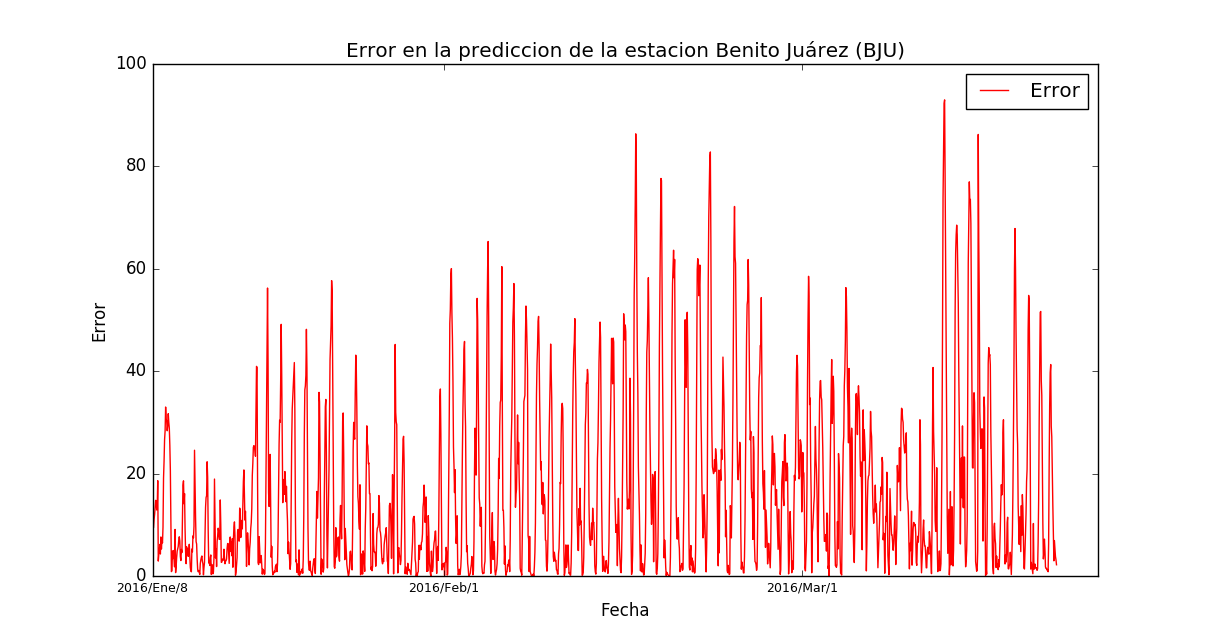 Error en la prediccion de la estacion Benito Juárez (BJU)
Error
100
80
60
40
20
0
Error
2016/Ene/8
2016/Feb/1
2016/Mar/1
Fecha